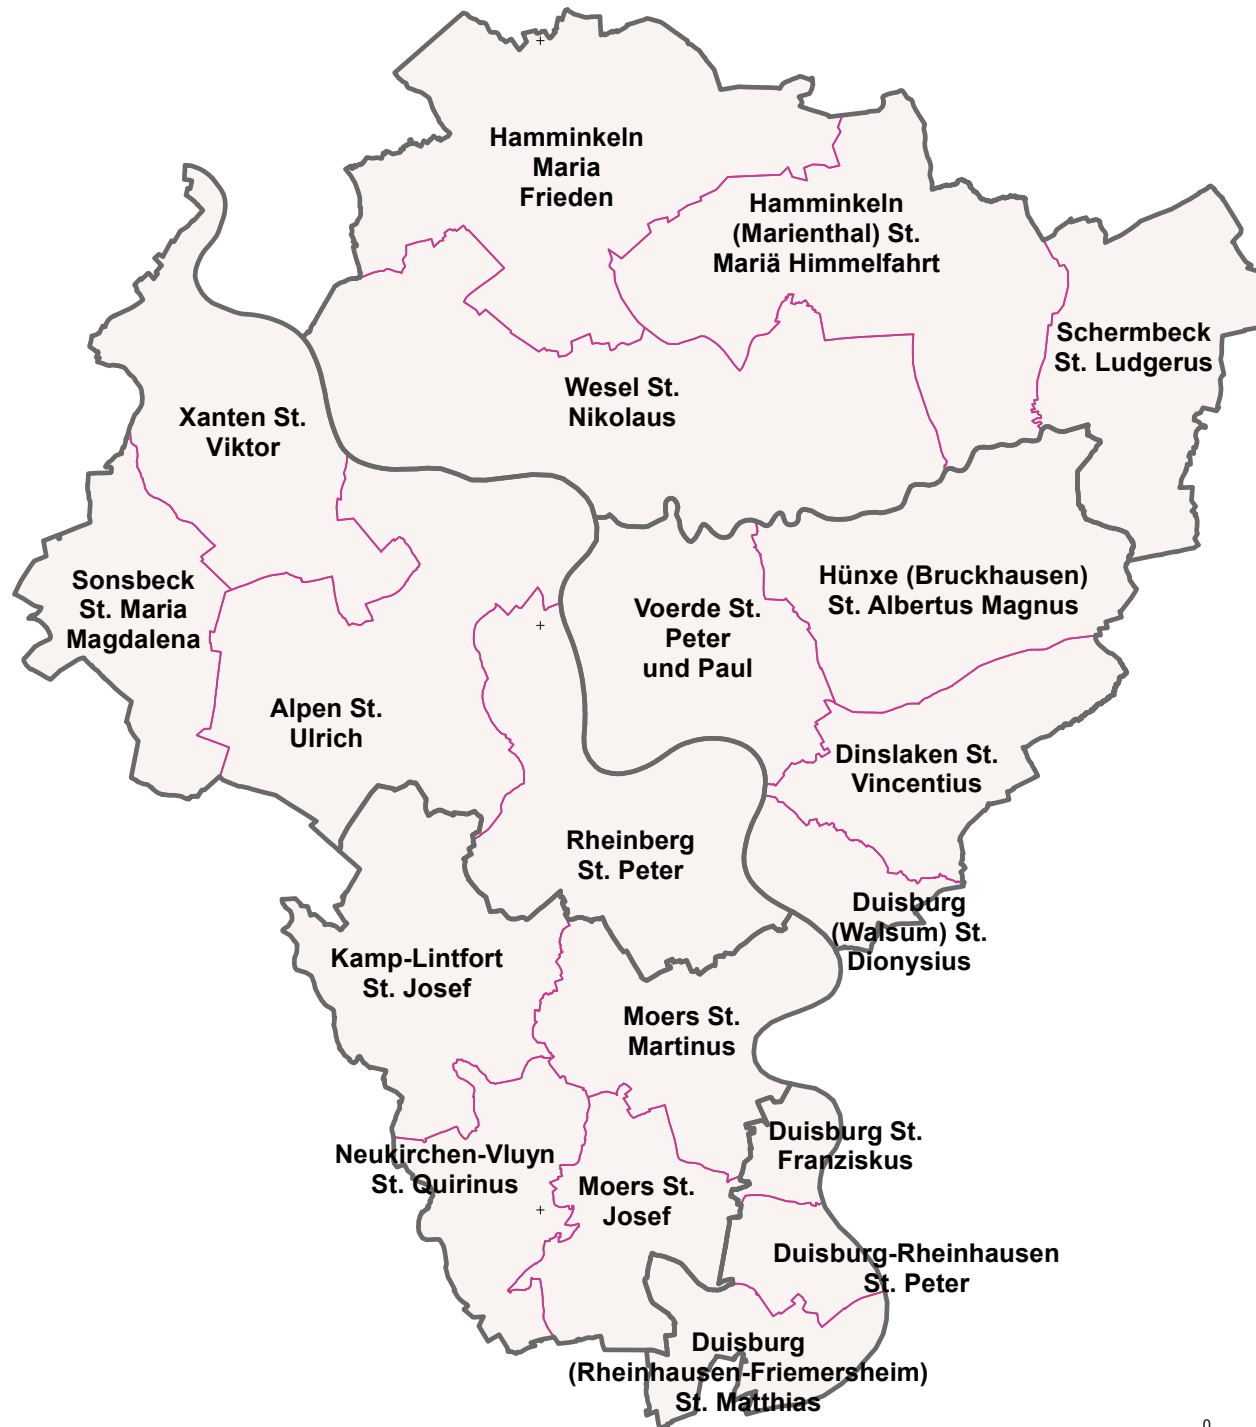 Hamminkeln
Maria
Frieden
Hamminkeln
(Marienthal) St.
Mariä Himmelfahrt
Schermbeck
St. Ludgerus
Wesel St.
Nikolaus
Xanten St.
Viktor
Sonsbeck
St. Maria
Magdalena
Hünxe (Bruckhausen)
St. Albertus Magnus
Voerde St.
Peter
und Paul
Alpen St.
Ulrich
Dinslaken St.
Vincentius
Rheinberg
St. Peter
Duisburg
(Walsum) St.
Dionysius
Kamp-Lintfort
St. Josef
Moers St.
Martinus
Duisburg St.
Franziskus
Neukirchen-Vluyn
St. Quirinus
Moers St.
Josef
Duisburg-Rheinhausen
St. Peter
Duisburg
(Rheinhausen-Friemersheim)
St. Matthias
0